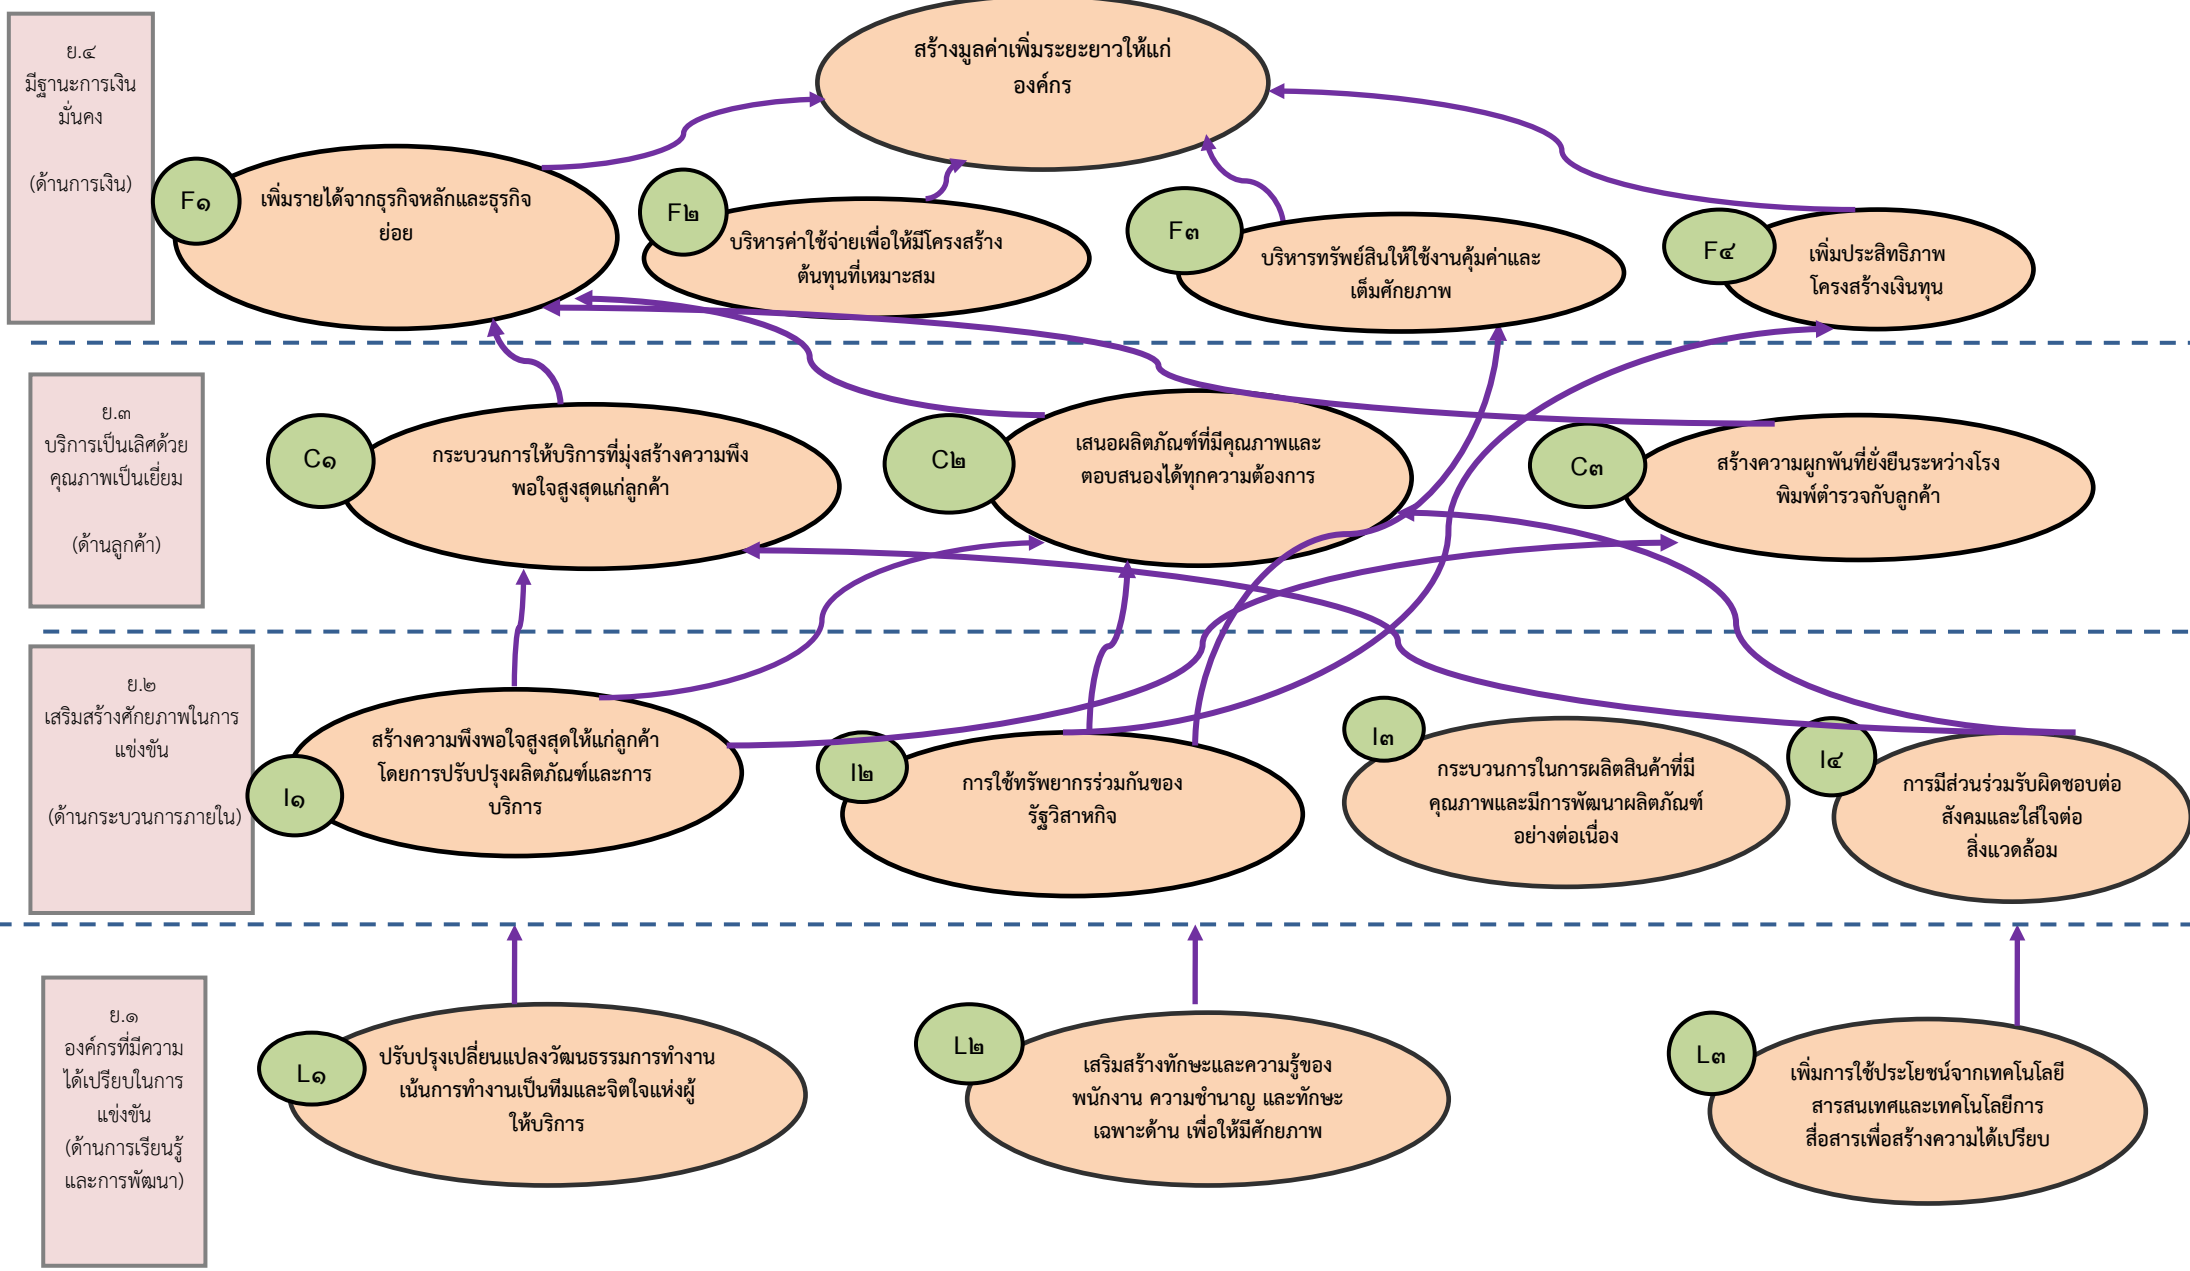 สร้างมูลค่าเพิ่มระยะยาวให้แก่
องค์กร
ย.๔
มีฐานะการเงิน
มั่นคง
(ด้านการเงิน)
F๑
เพิ่มรายได้จากธุรกิจหลักและธุรกิจ
ย่อย
F๒
บริหารค่าใช้จ่ายเพื่อให้มีโครงสร้าง
ต้นทุนที่เหมาะสม
F๓
บริหารทรัพย์สินให้ใช้งานคุ้มค่าและ
เต็มศักยภาพ
F๔
เพิ่มประสิทธิภาพ
โครงสร้างเงินทุน
ย.๓
บริการเป็นเลิศด้วย
คุณภาพเป็นเยี่ยม
(ด้านลูกค้า)
C๑
กระบวนการให้บริการที่มุ่งสร้างความพึง
พอใจสูงสุดแก่ลูกค้า
C๒
เสนอผลิตภัณฑ์ที่มีคุณภาพและ
ตอบสนองได้ทุกความต้องการ
C๓
สร้างความผูกพันที่ยั่งยืนระหว่างโรง
พิมพ์ตำรวจกับลูกค้า
ย.๒
เสริมสร้างศักยภาพในการ
แข่งขัน
(ด้านกระบวนการภายใน)
I๑
สร้างความพึงพอใจสูงสุดให้แก่ลูกค้า
โดยการปรับปรุงผลิตภัณฑ์และการ
บริการ
I๒
การใช้ทรัพยากรร่วมกันของ
รัฐวิสาหกิจ
I๓
กระบวนการในการผลิตสินค้าที่มี
คุณภาพและมีการพัฒนาผลิตภัณฑ์
อย่างต่อเนื่อง
I๔
การมีส่วนร่วมรับผิดชอบต่อ
สังคมและใส่ใจต่อ
สิ่งแวดล้อม
ย.๑
องค์กรที่มีความ
ได้เปรียบในการ
แข่งขัน
(ด้านการเรียนรู้
และการพัฒนา)
L๑
ปรับปรุงเปลี่ยนแปลงวัฒนธรรมการทำงาน
เน้นการทำงานเป็นทีมและจิตใจแห่งผู้
ให้บริการ
L๒
เสริมสร้างทักษะและความรู้ของ
พนักงาน ความชำนาญ และทักษะ
เฉพาะด้าน เพื่อให้มีศักยภาพ
L๓
เพิ่มการใช้ประโยชน์จากเทคโนโลยี
สารสนเทศและเทคโนโลยีการ
สื่อสารเพื่อสร้างความได้เปรียบ